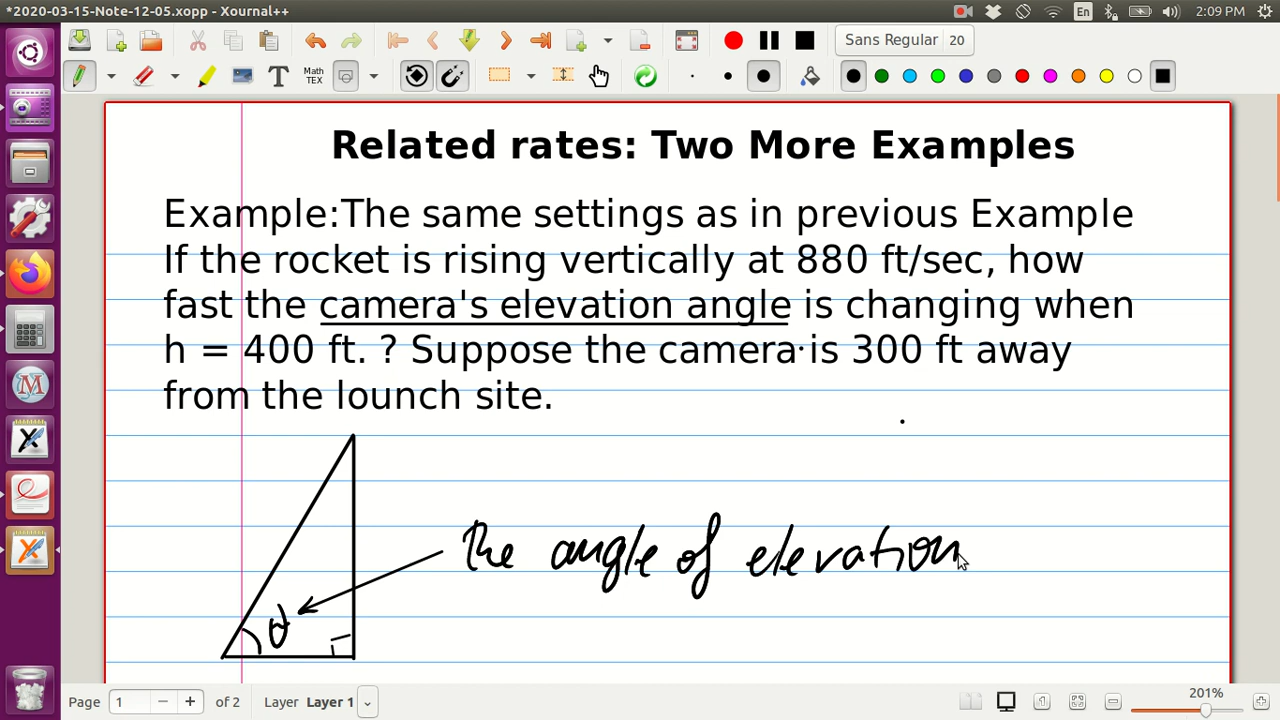 *2020-03-15-Note-12-05.xopp - Xournal++
En
2:09 PM
Math
TEX
T
Sans Regular 20
Related rates: Two More Examples
Example:The same settings as in previous Example
If the rocket is rising vertically at 880 ft/sec, how
fast the camera's elevation angle is changing when
h = 400 ft. ? Suppose the camera is 300 ft away
from the lounch site.
the angle of elevation
θ
Page 1 of 2 Layer Layer 1
201%